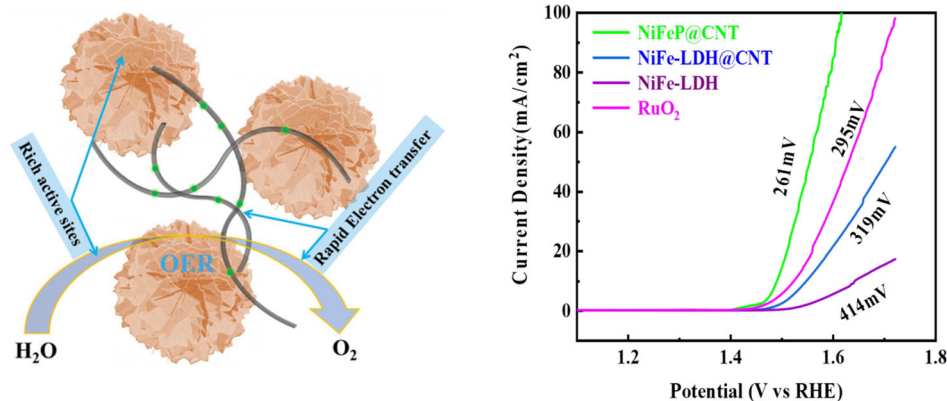 Rich active sites
Rapid Electron transfer
OER
H₂O
O₂
NiFeP@CNT
NiFe-LDH@CNT
NiFe-LDH
RuO₂
261mV
295mV
319mV
414mV
100
80
60
40
20
0
1.2
1.4
1.6
1.8
Current Density(mA/cm²)
Potential (V vs RHE)